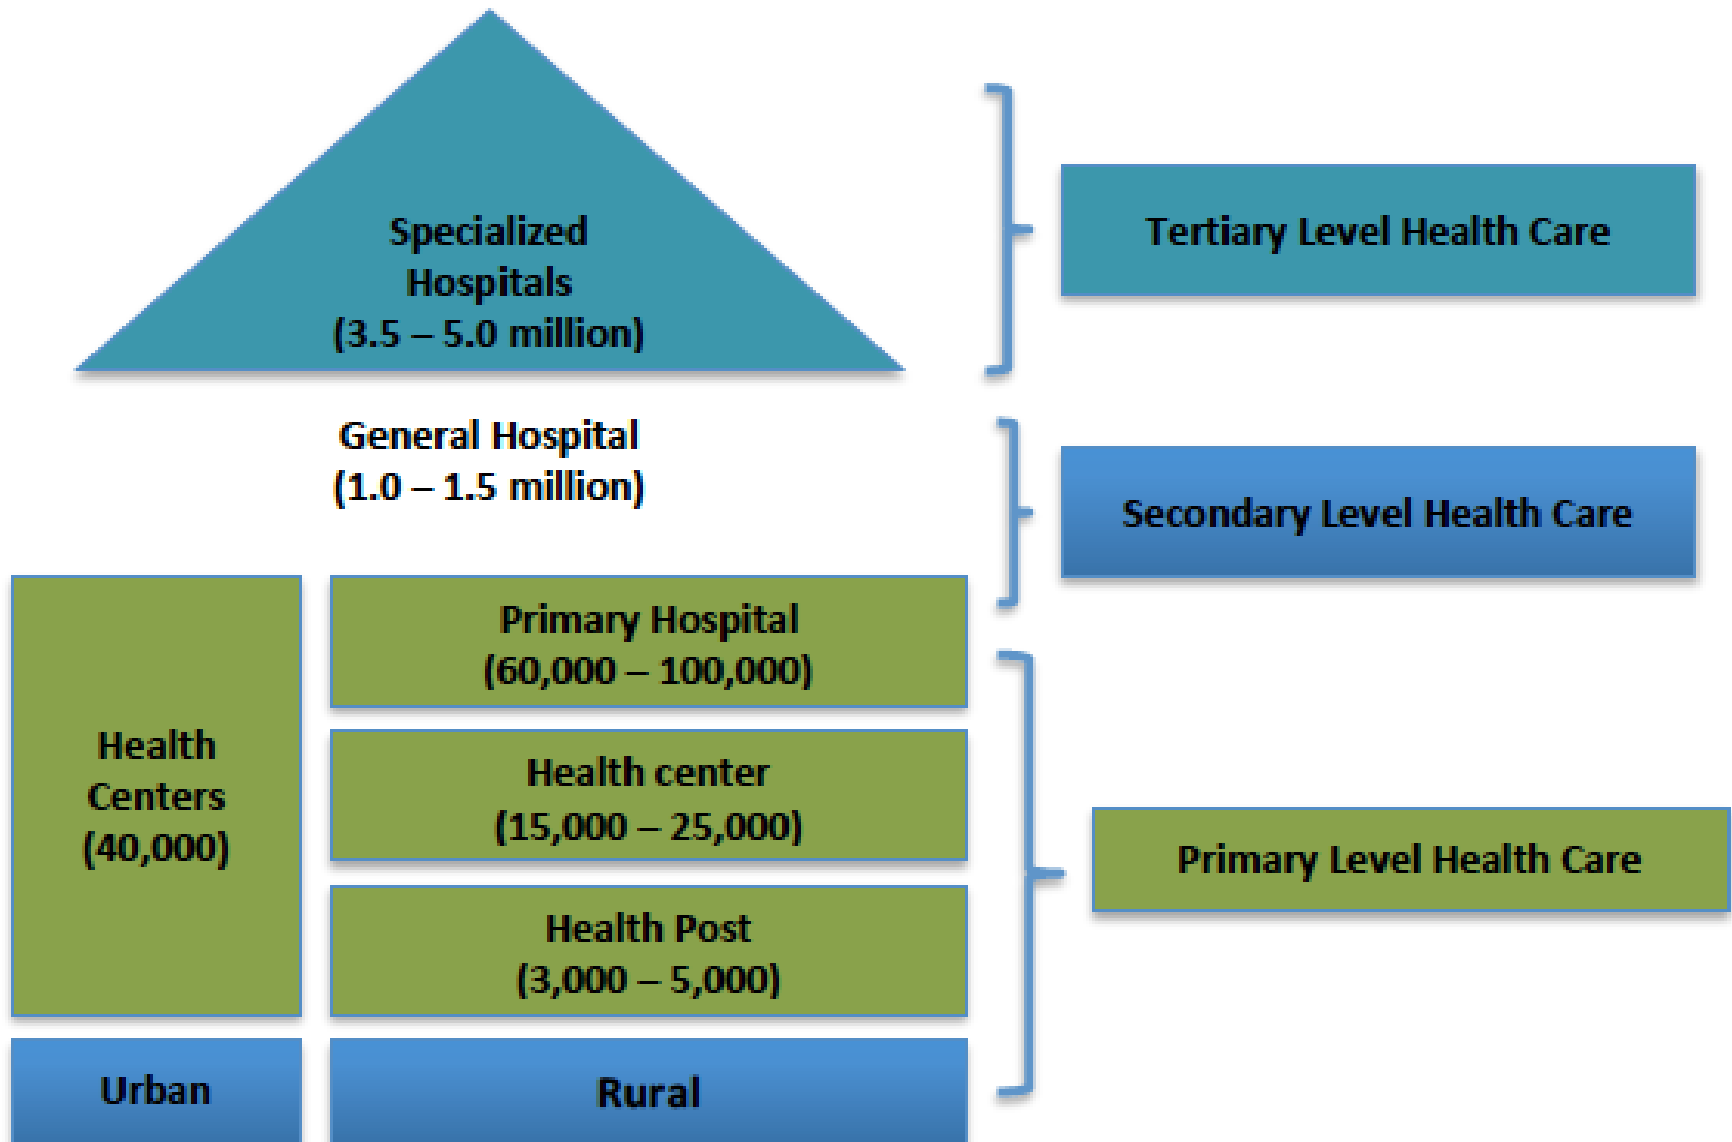 Specialized
Hospitals
(3.5 – 5.0 million)
Tertiary Level Health Care
General Hospital
(1.0 – 1.5 million)
Secondary Level Health Care
Health
Centers
(40,000)
Primary Hospital
(60,000 – 100,000)
Health center
(15,000 – 25,000)
Health Post
(3,000 – 5,000)
Primary Level Health Care
Urban
Rural